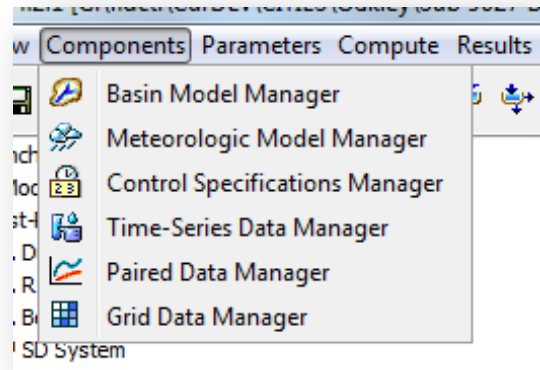 Components Parameters Compute Results
Basin Model Manager
Meteorologic Model Manager
Control Specifications Manager
Time-Series Data Manager
Paired Data Manager
Grid Data Manager
SD System